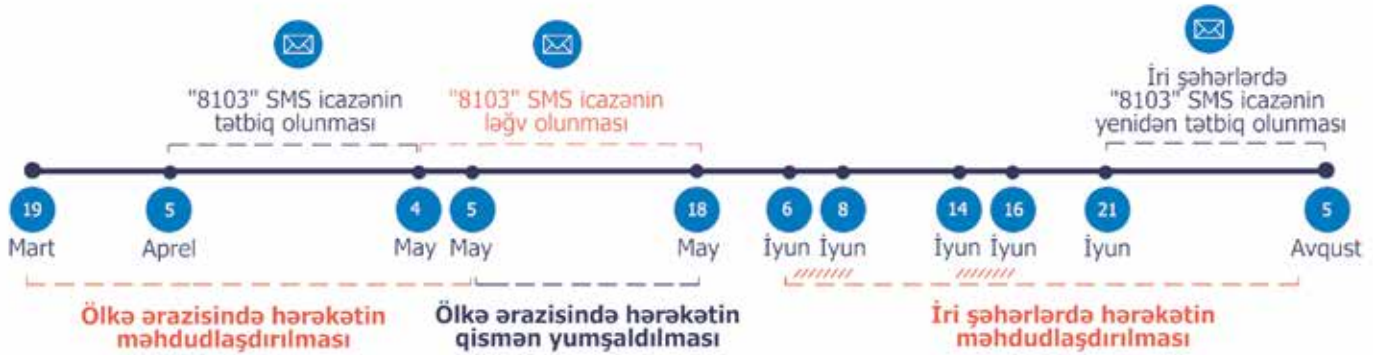 "8103" SMS icazənin
tətbiq olunması
"8103" SMS icazənin
ləğv olunması
İri şəhərlərdə
"8103" SMS icazənin
yenidən tətbiq olunması
19 5 4 5 18 6 8 14 16 21 5
Mart Aprel May May May İyun İyun İyun İyun İyun Avqust
Ölkə ərazisində hərəkətin
məhdudlaşdırılması
Ölkə ərazisində hərəkətin
qismən yumşaldılması
İri şəhərlərdə hərəkətin
məhdudlaşdırılması